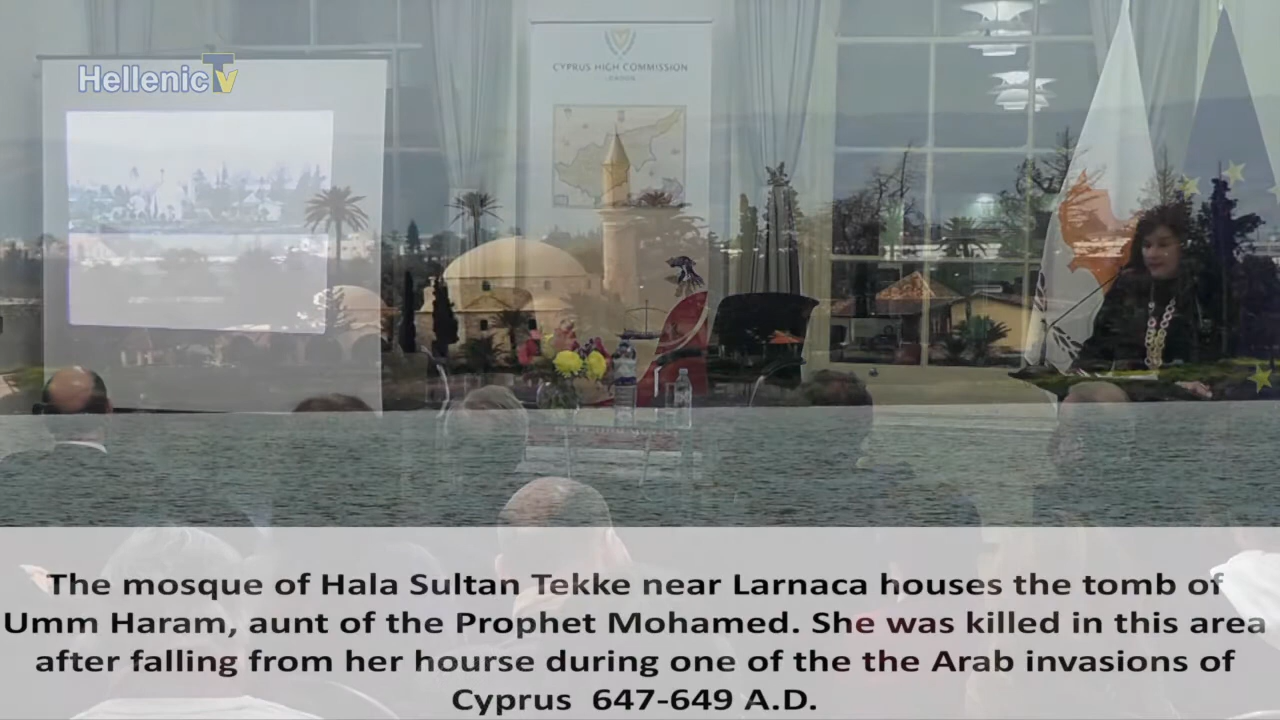 HellenicTv
CYPRUS HIGH COMMISSION
The mosque of Hala Sultan Tekke near Larnaca houses the tomb of
Umm Haram, aunt of the Prophet Mohamed. She was killed in this area
after falling from her hourse during one of the the Arab invasions of
Cyprus 647-649 A.D.